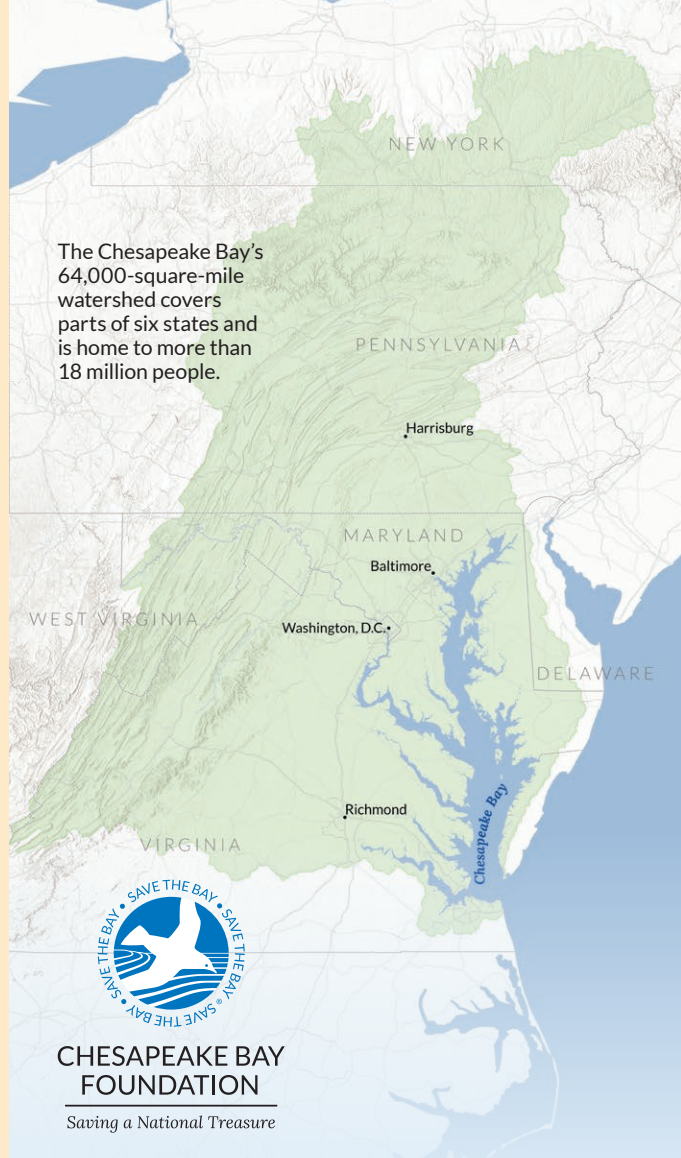 NEW YORK
The Chesapeake Bay's
64,000-square-mile
watershed covers
parts of six states and
is home to more than
18 million people.
PENNSYLVANIA
Harrisburg
MARYLAND
Baltimore
WEST VIRGINIA
Washington, D.C.
DELAWARE
Chesapeake Bay
Richmond
VIRGINIA
SAVE THE BAY • SAVE THE BAY ® SAVE THE BAY • SAVE THE BAY •
CHESAPEAKE BAY
FOUNDATION
Saving a National Treasure